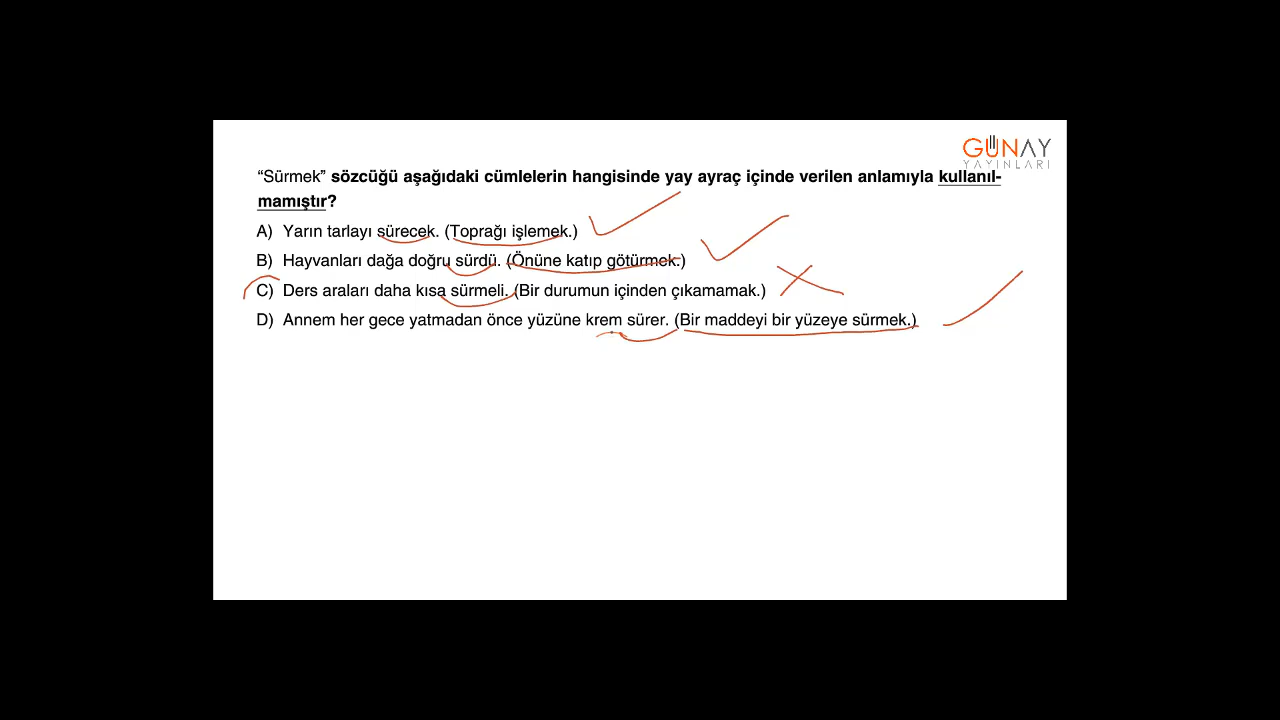 GÜNAY
YAYINLARI
“Sürmek” sözcüğü aşağıdaki cümlelerin hangisinde yay ayraç içinde verilen anlamıyla kullanıl-
mamıştır?
A) Yarın tarlayı sürecek. (Toprağı işlemek.)
B) Hayvanları dağa doğru sürdü. (Önüne katıp götürmek.)
C) Ders araları daha kısa sürmeli. (Bir durumun içinden çıkamamak.)
D) Annem her gece yatmadan önce yüzüne krem sürer. (Bir maddeyi bir yüzeye sürmek.)